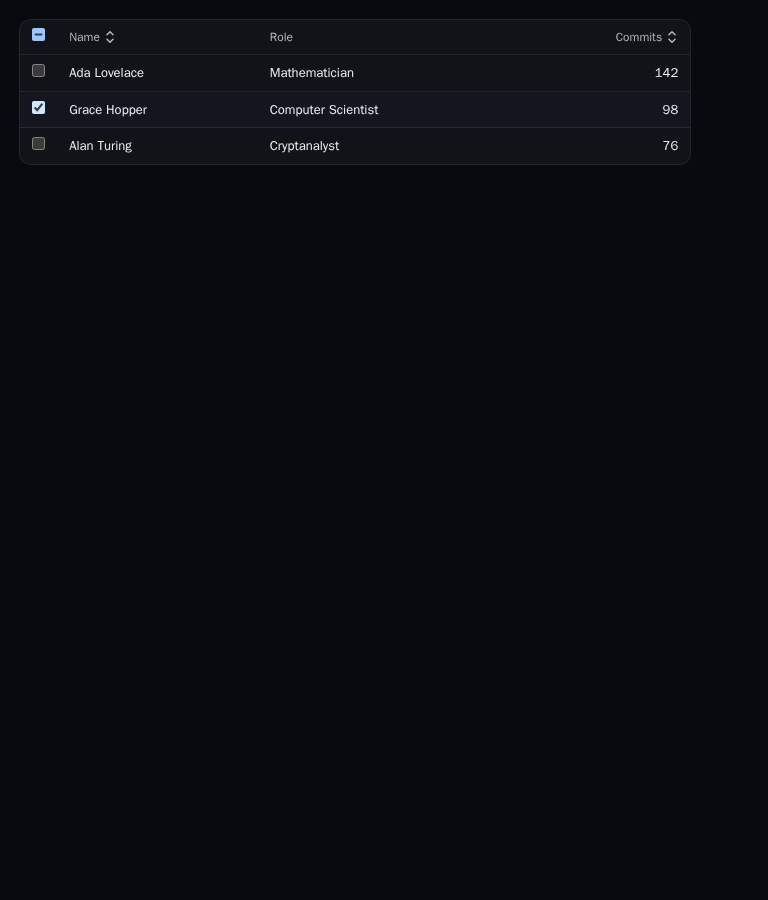 Name Role Commits
Ada Lovelace Mathematician 142
Grace Hopper Computer Scientist 98
Alan Turing Cryptanalyst 76